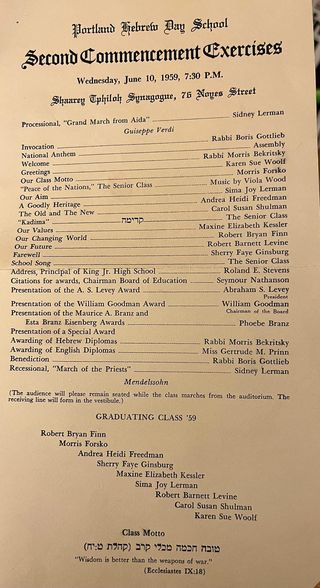 Portland Hebrew Day School
Second Commencement Exercises
Wednesday, June 10, 1959, 7:30 P.M.
Shaarey Tphiloh Synagogue, 76 Noyes Street
Processional, "Grand March from Aida" Sidney Lerman
Guiseppe Verdi
Invocation Rabbi Boris Gottlieb
National Anthem Assembly
Welcome Rabbi Morris Bekritsky
Greetings Karen Sue Woolf
Our Class Motto Morris Forsko
"Peace of the Nations," The Senior Class Music by Viola Wood
Our Aim Sima Joy Lerman
A Goodly Heritage Andrea Heidi Freedman
The Old and The New Carol Susan Shulman
"Kadima" קדימה The Senior Class
Our Values Maxine Elizabeth Kessler
Our Changing World Robert Bryan Finn
Our Future Robert Barnett Levine
Farewell Sherry Faye Ginsburg
School Song The Senior Class
Address, Principal of King Jr. High School Roland E. Stevens
Citations for awards, Chairman Board of Education Seymour Nathanson
Presentation of the A. S. Levey Award Abraham S. Levey
President
Presentation of the William Goodman Award William Goodman
Chairman of the Board
Presentation of the Maurice A. Branz and
Esta Branz Eisenberg Awards Phoebe Branz
Presentation of a Special Award
Awarding of Hebrew Diplomas Rabbi Morris Bekritsky
Awarding of English Diplomas Miss Gertrude M. Prinn
Benediction Rabbi Boris Gottlieb
Recessional, "March of the Priests" Sidney Lerman
Mendelssohn
(The audience will please remain seated while the class marches from the auditorium. The
receiving line will form in the vestibule.)
GRADUATING CLASS '59
Robert Bryan Finn
Morris Forsko
Andrea Heidi Freedman
Sherry Faye Ginsburg
Maxine Elizabeth Kessler
Sima Joy Lerman
Robert Barnett Levine
Carol Susan Shulman
Karen Sue Woolf
Class Motto
טובה חכמה מכלי קרב (קהלת ט:יח)
"Wisdom is better than the weapons of war."
(Ecclesiastes IX:18)